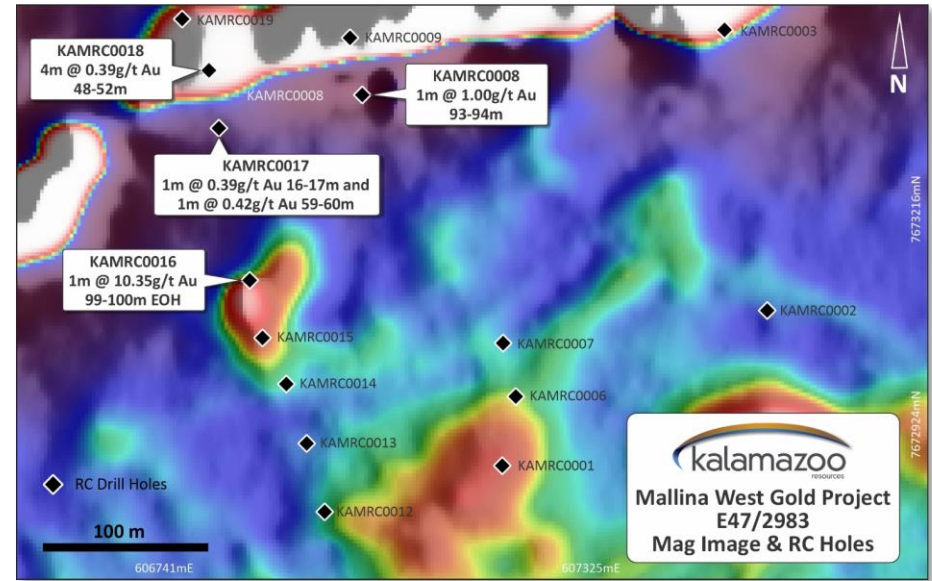 KAMRC0019
KAMRC0009
KAMRC0003
KAMRC0018
4m @ 0.39g/t Au
48-52m
KAMRC0008
KAMRC0008
1m @ 1.00g/t Au
93-94m
N
KAMRC0017
1m @ 0.39g/t Au 16-17m and
1m @ 0.42g/t Au 59-60m
7673216mN
KAMRC0016
1m @ 10.35g/t Au
99-100m EOH
KAMRC0002
KAMRC0015
KAMRC0007
KAMRC0014
KAMRC0006
7672924mN
KAMRC0013
KAMRC0001
RC Drill Holes
KAMRC0012
100 m
606741mE
607325mE
kalamazoo
resources
Mallina West Gold Project
E47/2983
Mag Image & RC Holes